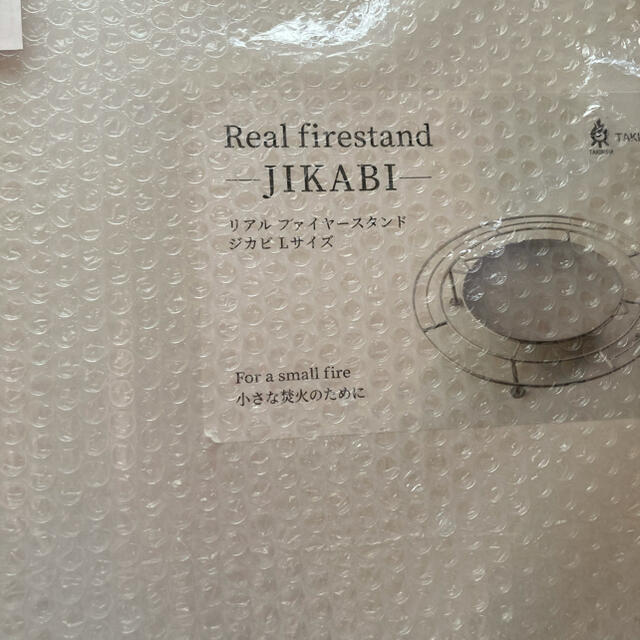 Real firestand
JIKABI
リアル ファイヤースタンド
ジカビ Lサイズ
For a small fire
小さな焚火のために